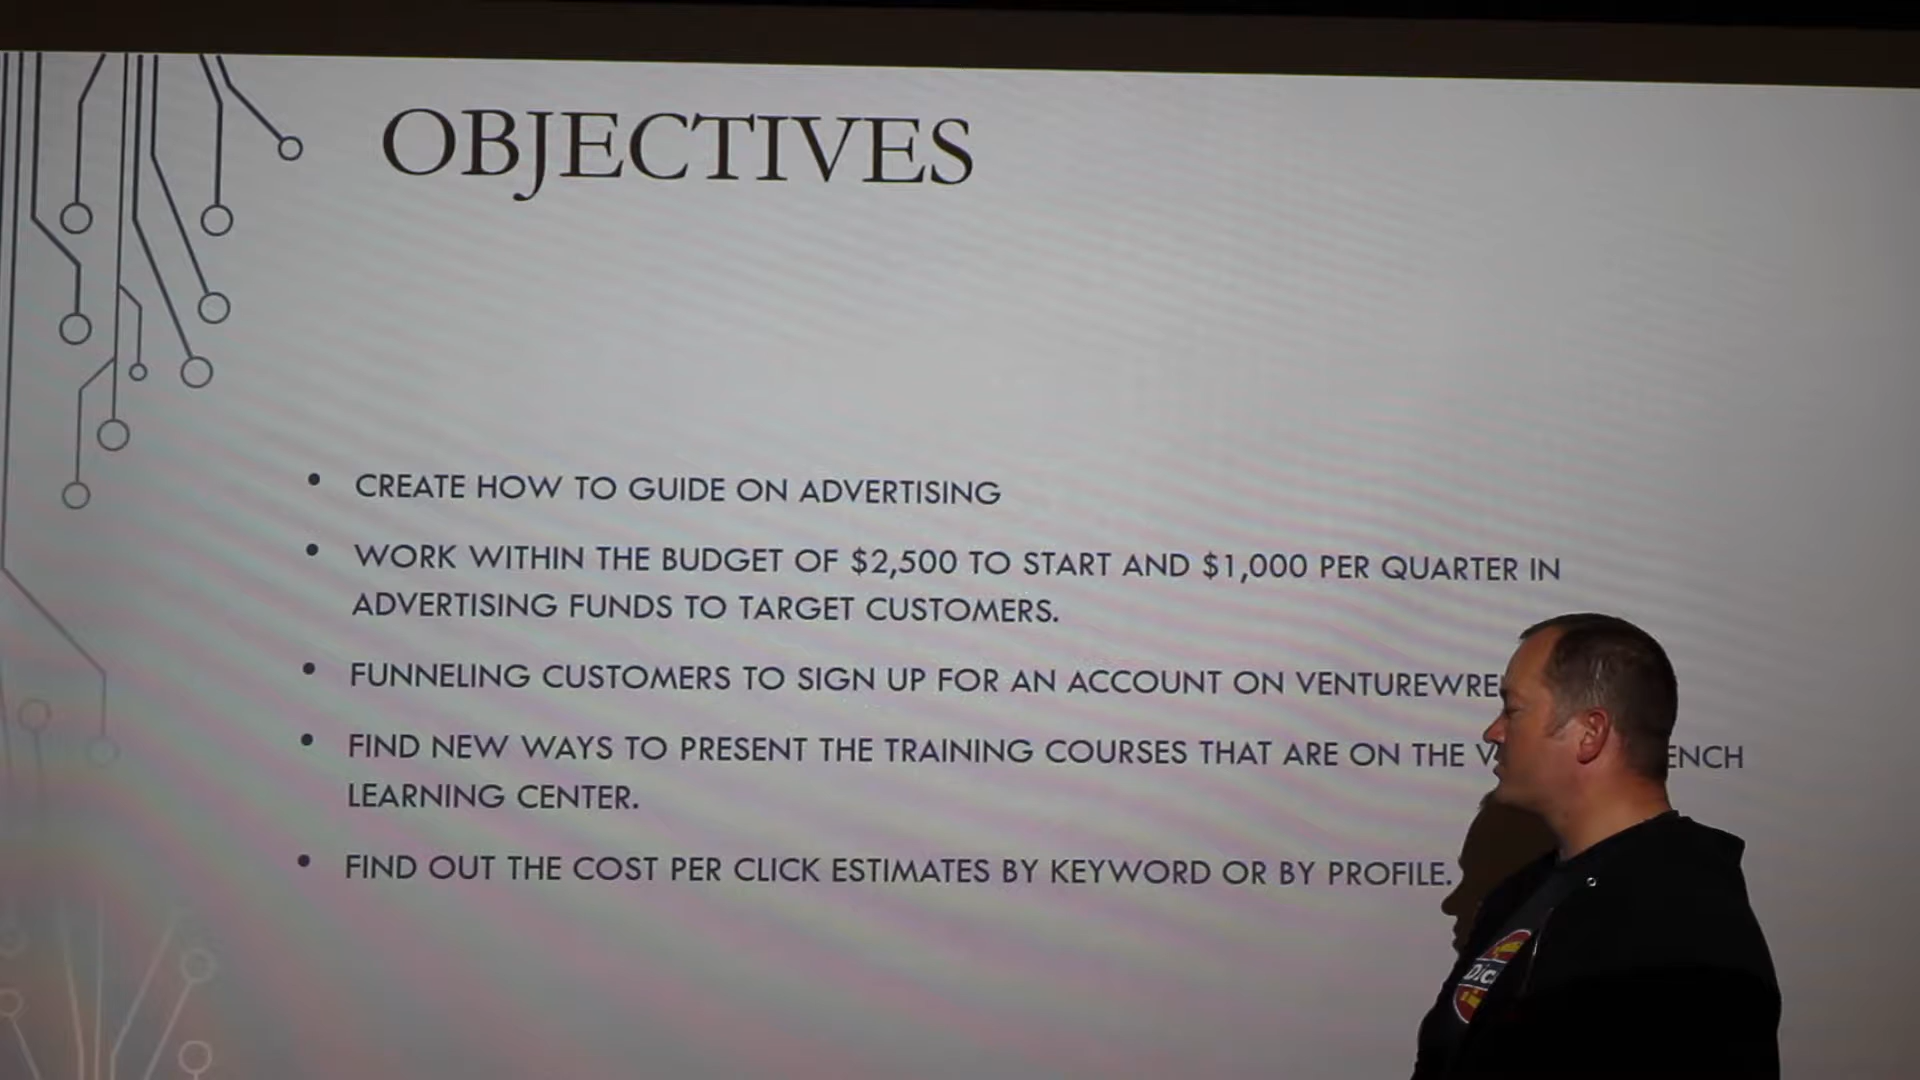 OBJECTIVES
• CREATE HOW TO GUIDE ON ADVERTISING
• WORK WITHIN THE BUDGET OF $2,500 TO START AND $1,000 PER QUARTER IN
ADVERTISING FUNDS TO TARGET CUSTOMERS.
• FUNNELING CUSTOMERS TO SIGN UP FOR AN ACCOUNT ON
• FIND NEW WAYS TO PRESENT THE TRAINING COURSES THAT ARE ON THE
LEARNING CENTER.
• FIND OUT THE COST PER CLICK ESTIMATES BY KEYWORD OR BY PROFILE.